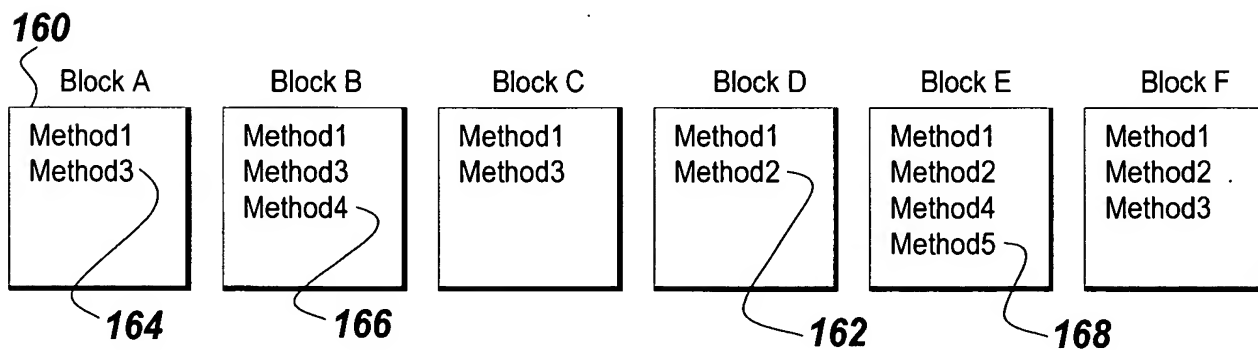 160
Block A
Block B
Block C
Block D
Block E
Block F
Method1
Method3
Method1
Method3
Method4
Method1
Method3
Method1
Method2
Method1
Method2
Method4
Method5
Method1
Method2
Method3
164
166
162
168